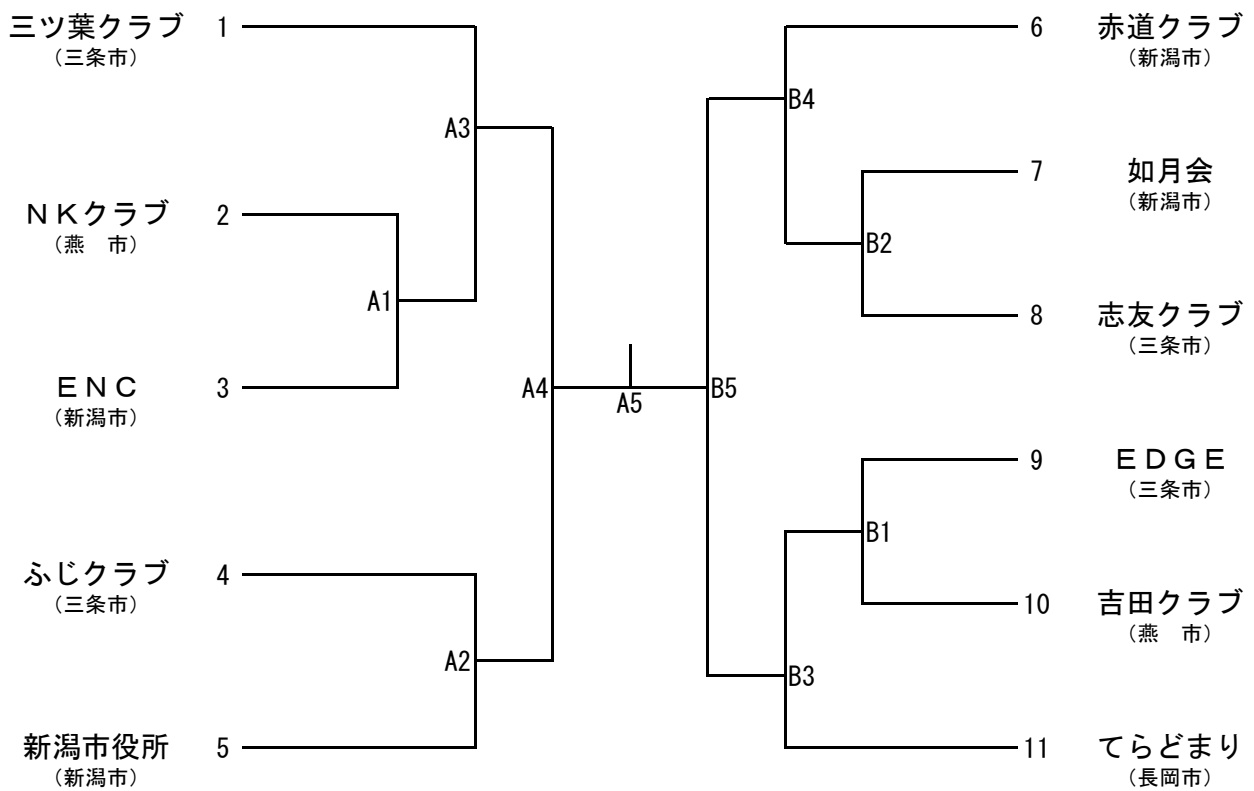 三ツ葉クラブ 1
（三条市）
ＮＫクラブ 2
（燕　市）
ＥＮＣ 3
（新潟市）
ふじクラブ 4
（三条市）
新潟市役所 5
（新潟市）
A3
A1
A4
A2
A5
B5
B4
B2
B1
B3
6 赤道クラブ
（新潟市）
7 如月会
（新潟市）
8 志友クラブ
（三条市）
9 ＥＤＧＥ
（三条市）
10 吉田クラブ
（燕　市）
11 てらどまり
（長岡市）